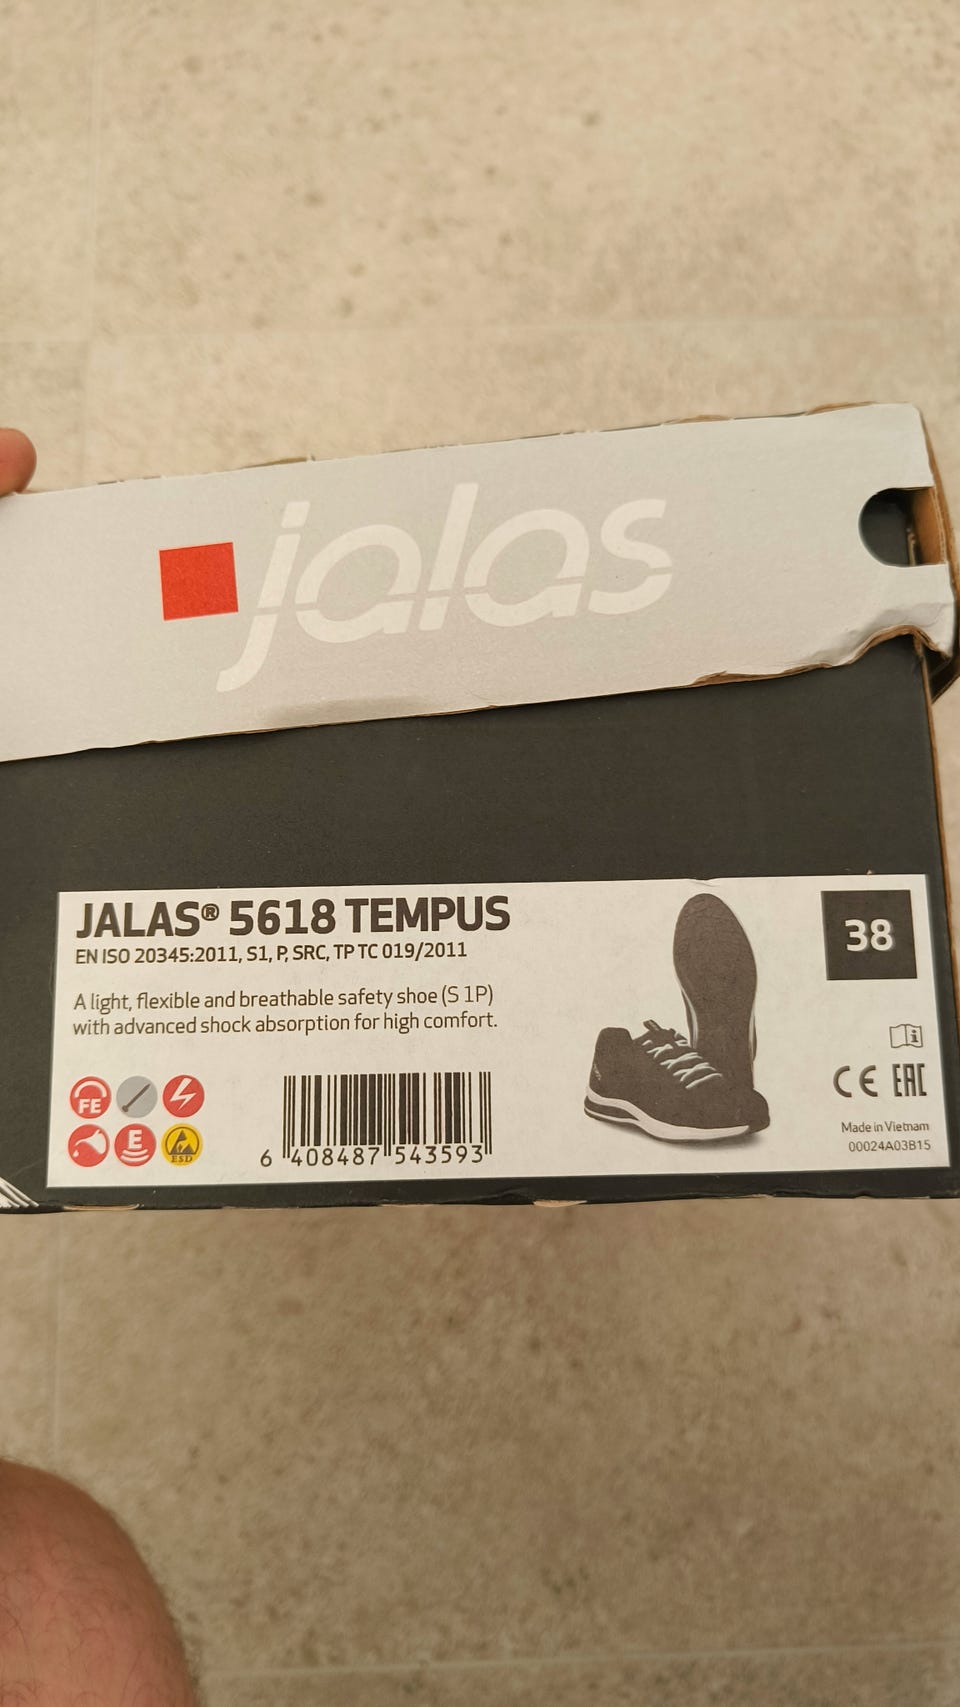 jalas
JALAS® 5618 TEMPUS
EN ISO 20345:2011, S1, P, SRC, TP TC 019/2011
A light, flexible and breathable safety shoe (S 1P)
with advanced shock absorption for high comfort.
38
FE
E
ESD
6 408487 543593
CE EAC
Made in Vietnam
00024A03B15